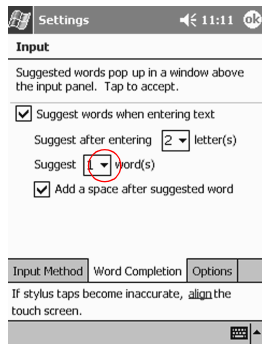 Settings 11:11 ok
Input
Suggested words pop up in a window above
the input panel. Tap to accept.
Suggest words when entering text
Suggest after entering 2 letter(s)
Suggest 1 word(s)
Add a space after suggested word
Input Method Word Completion Options
If stylus taps become inaccurate, align the
touch screen.